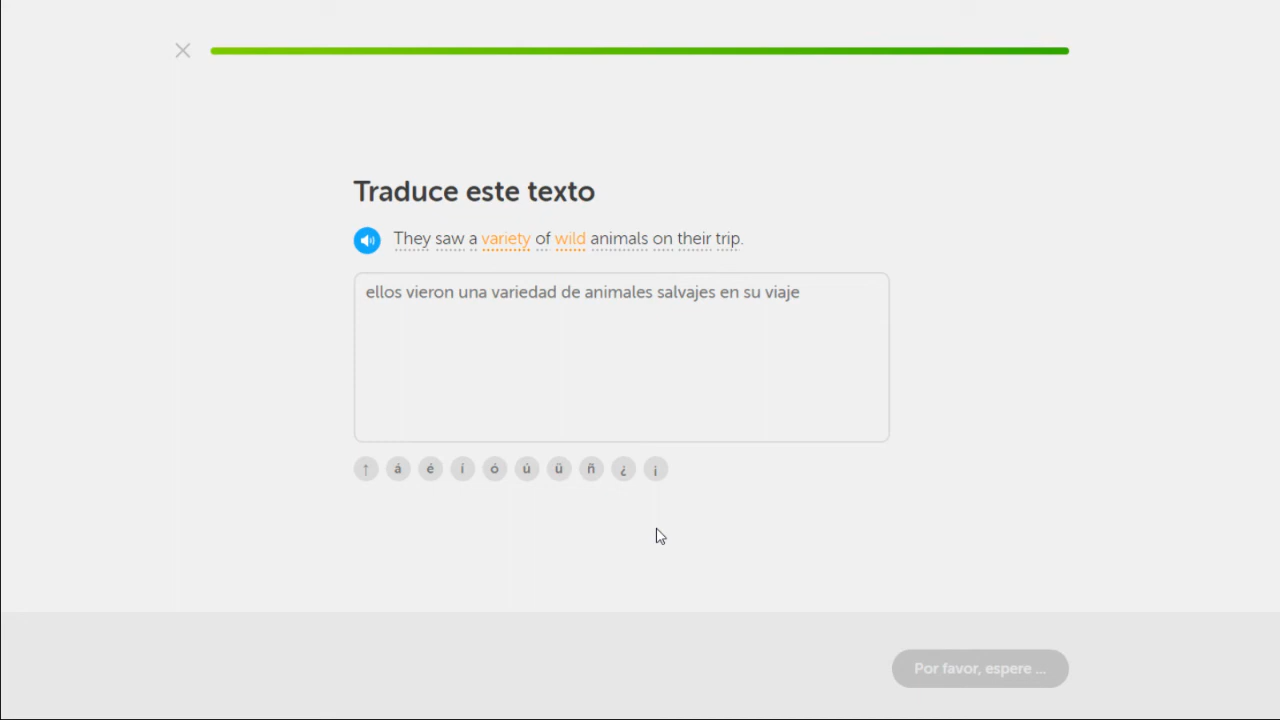 Traduce este texto
They saw a variety of wild animals on their trip.
ellos vieron una variedad de animales salvajes en su viaje
↑ á é í ó ú ü ñ ¿ ¡
Por favor, espere ...